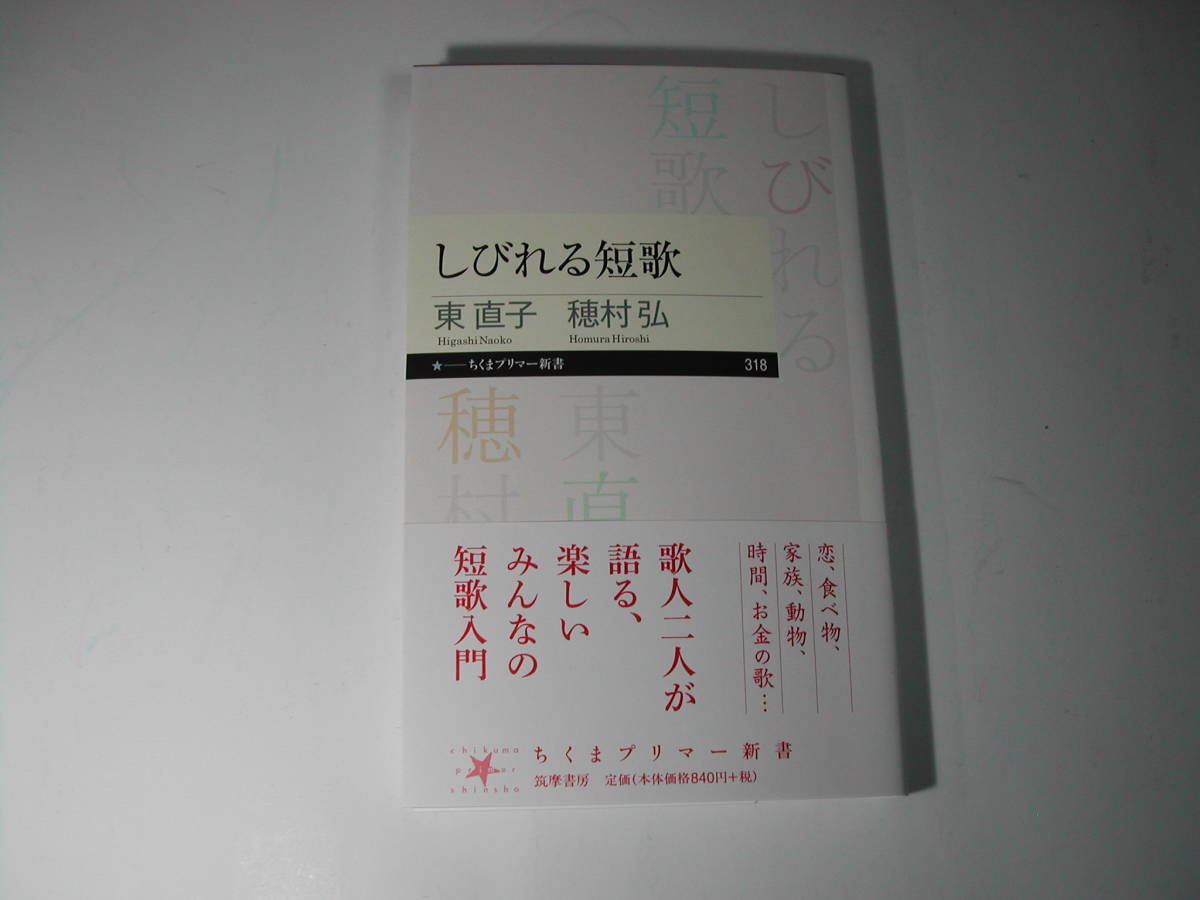 しびれる
短歌
しびれる短歌
東 直子 穂村 弘
Higashi Naoko Homura Hiroshi
★──ちくまプリマー新書 318
東直
穂村
恋、食べ物、
家族、動物、
時間、お金の歌…
歌人二人が
語る、
楽しい
みんなの
短歌入門
chikuma
primer
shinsho
ちくまプリマー新書
筑摩書房 定価(本体価格840円+税)